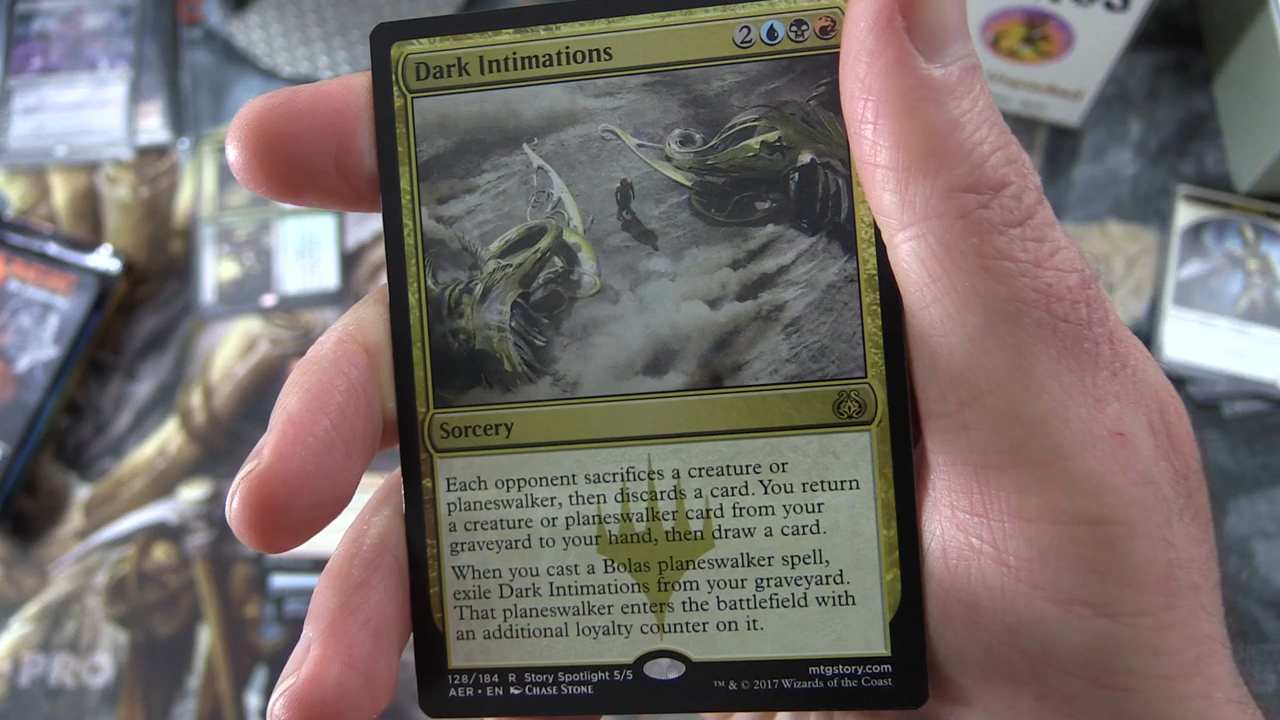 Dark Intimations
2
Sorcery
Each opponent sacrifices a creature or
planeswalker, then discards a card. You return
a creature or planeswalker card from your
graveyard to your hand, then draw a card.
When you cast a Bolas planeswalker spell,
exile Dark Intimations from your graveyard.
That planeswalker enters the battlefield with
an additional loyalty counter on it.
128/184 R Story Spotlight 5/5
mtgstory.com
AER • EN Chase Stone
™ & © 2017 Wizards of the Coast
PRO